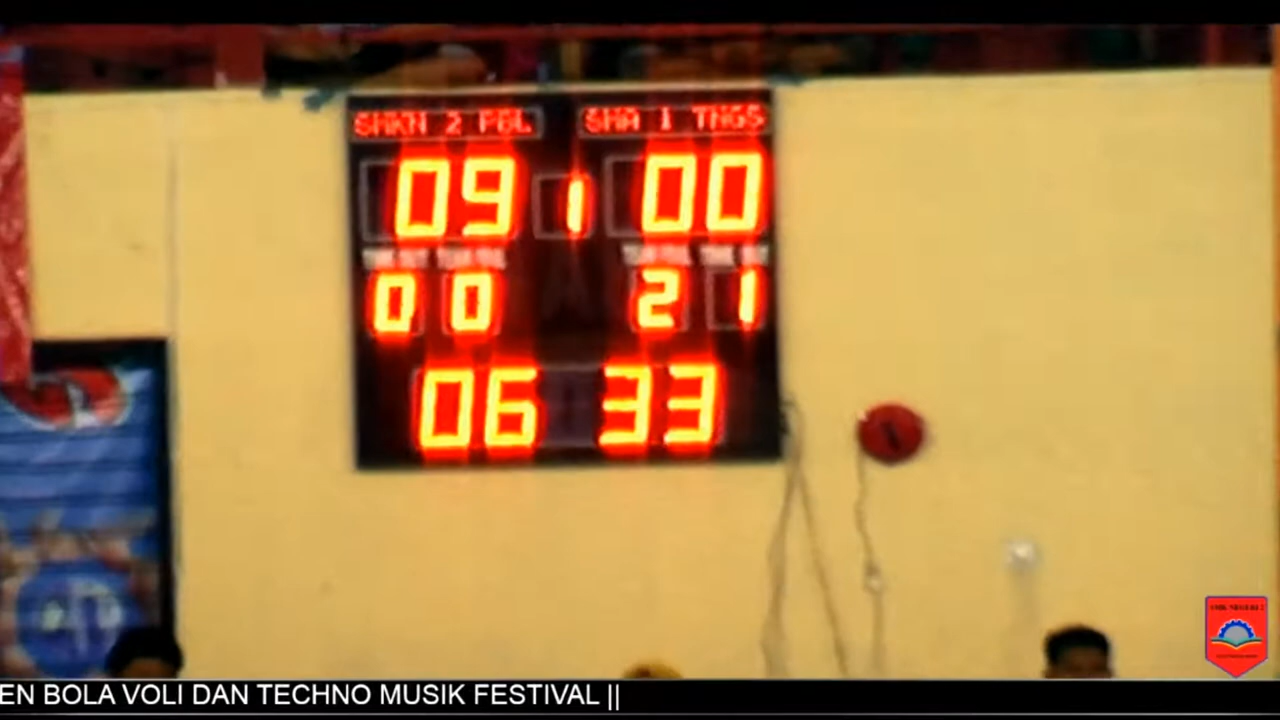 SMKN 2 PBL SMA 1 TNGS
09 1 00
0 0 2 1
06 33
EN BOLA VOLI DAN TECHNO MUSIK FESTIVAL ||